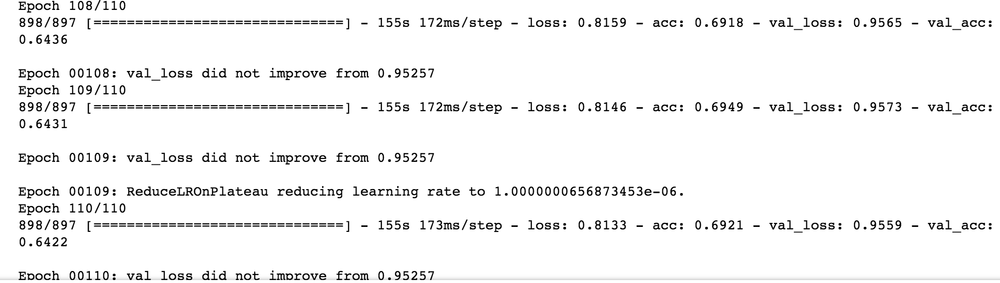 Epoch 108/110
898/897 [==============================] - 155s 172ms/step - loss: 0.8159 - acc: 0.6918 - val_loss: 0.9565 - val_acc:
0.6436
Epoch 00108: val_loss did not improve from 0.95257
Epoch 109/110
898/897 [==============================] - 155s 172ms/step - loss: 0.8146 - acc: 0.6949 - val_loss: 0.9573 - val_acc:
0.6431
Epoch 00109: val_loss did not improve from 0.95257
Epoch 00109: ReduceLROnPlateau reducing learning rate to 1.0000000656873453e-06.
Epoch 110/110
898/897 [==============================] - 155s 173ms/step - loss: 0.8133 - acc: 0.6921 - val_loss: 0.9559 - val_acc:
0.6422
Epoch 00110: val_loss did not improve from 0.95257